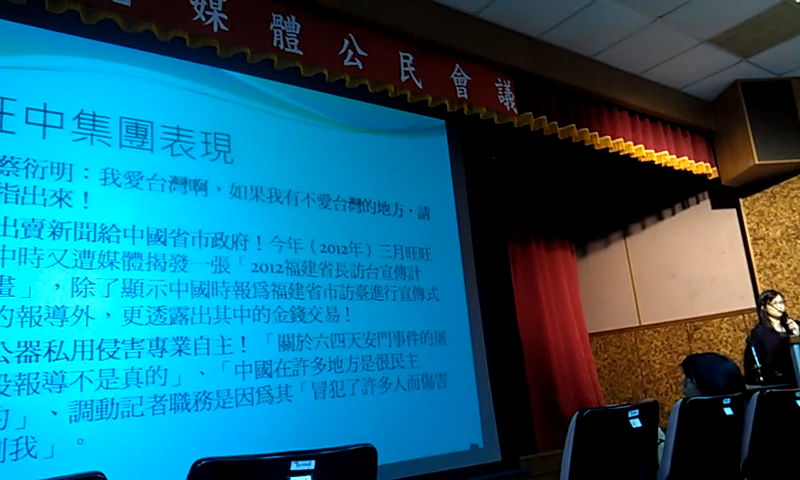 媒體公民會議
旺中集團表現
蔡衍明：我愛台灣啊，如果我有不愛台灣的地方，請
指出來！
出賣新聞給中國省市政府！今年（2012年）三月旺旺
中時又遭媒體揭發一張「2012福建省長訪台宣傳計
畫」，除了顯示中國時報爲福建省市訪臺進行宣傳式
的報導外，更透露出其中的金錢交易！
公器私用侵害專業自主！「關於六四天安門事件的屠
殺報導不是真的」、「中國在許多地方是很民主
的」、調動記者職務是因爲其「冒犯了許多人而傷害
到我」。